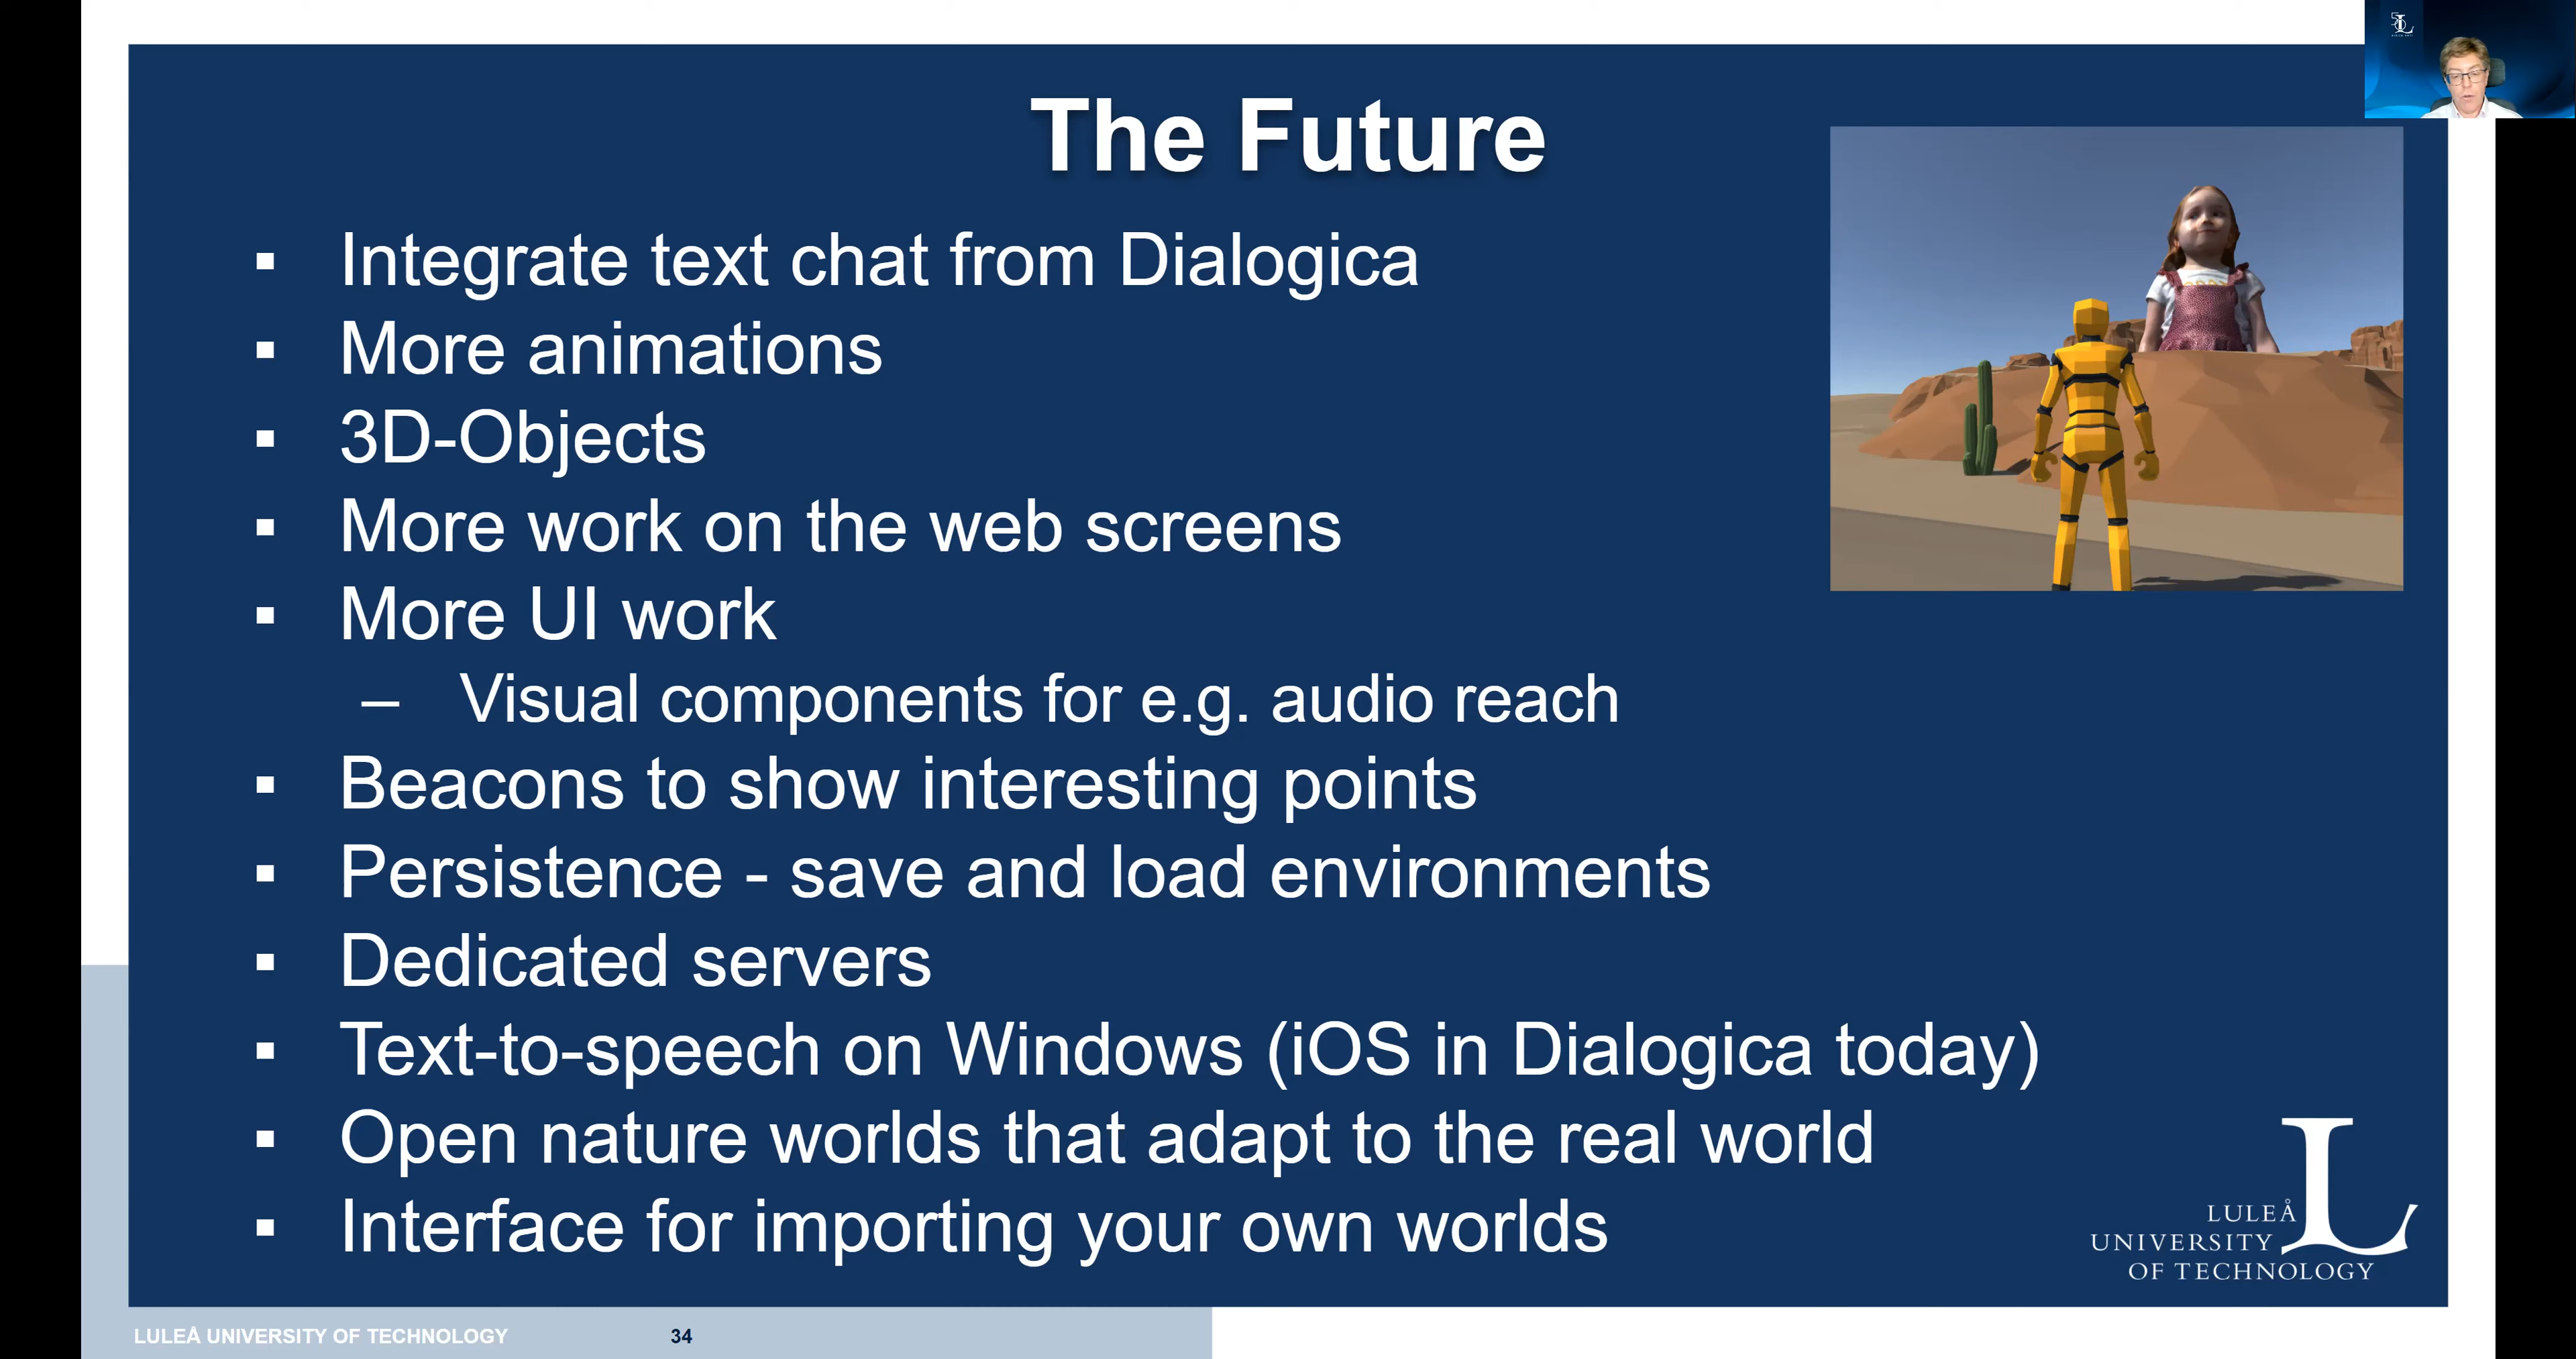 The Future
▪ Integrate text chat from Dialogica
▪ More animations
▪ 3D-Objects
▪ More work on the web screens
▪ More UI work
– Visual components for e.g. audio reach
▪ Beacons to show interesting points
▪ Persistence - save and load environments
▪ Dedicated servers
▪ Text-to-speech on Windows (iOS in Dialogica today)
▪ Open nature worlds that adapt to the real world
▪ Interface for importing your own worlds
LULEÅ
UNIVERSITY
OF TECHNOLOGY
LULEÅ UNIVERSITY OF TECHNOLOGY 34